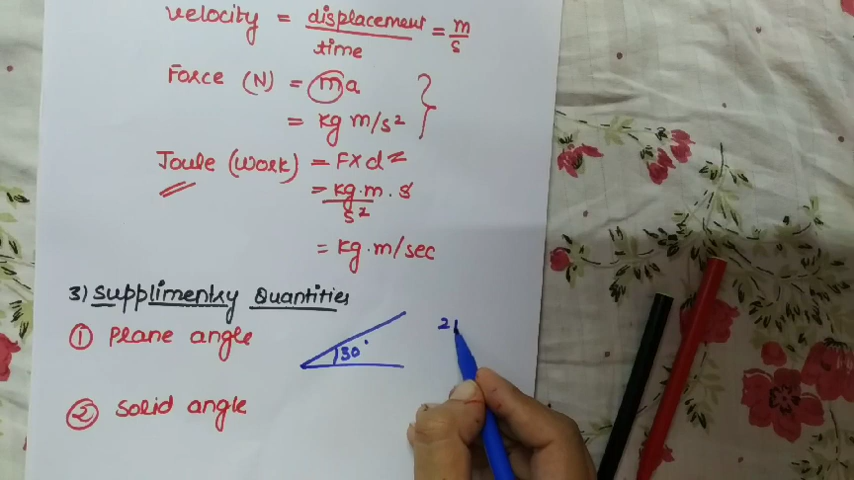 velocity = displacement/time = m/s
Force (N) = ma
= kg m/s²
Joule (work) = F×d
= kg.m . s/s²
= kg.m/sec
3) Supplimentry Quantities
① plane angle
30°
② solid angle